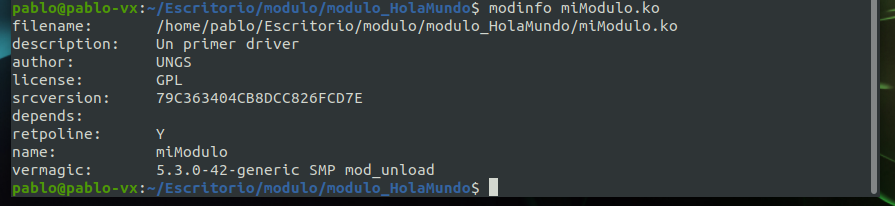 pablo@pablo-vx:~/Escritorio/modulo/modulo_HolaMundo$ modinfo miModulo.ko
filename:       /home/pablo/Escritorio/modulo/modulo_HolaMundo/miModulo.ko
description:    Un primer driver
author:         UNGS
license:        GPL
srcversion:     79C363404CB8DCC826FCD7E
depends:
retpoline:      Y
name:           miModulo
vermagic:       5.3.0-42-generic SMP mod_unload
pablo@pablo-vx:~/Escritorio/modulo/modulo_HolaMundo$